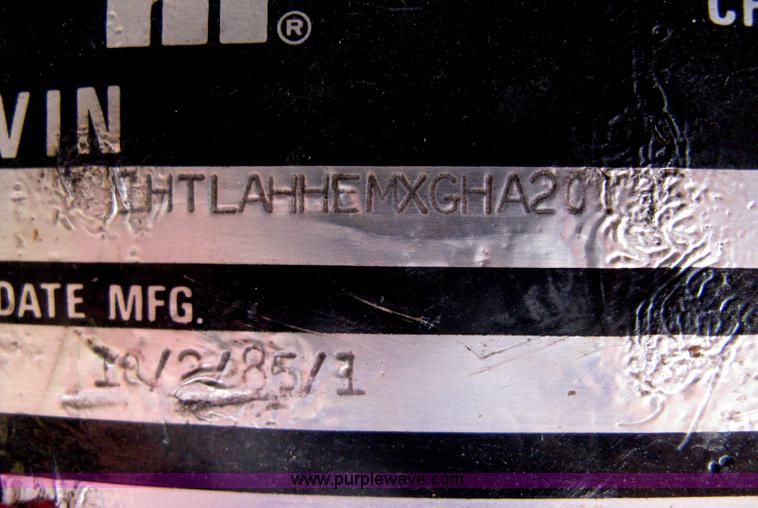 ®
VIN
HTLAHHEMXGHA20
DATE MFG.
10/2/85/1
www.purplewave.com